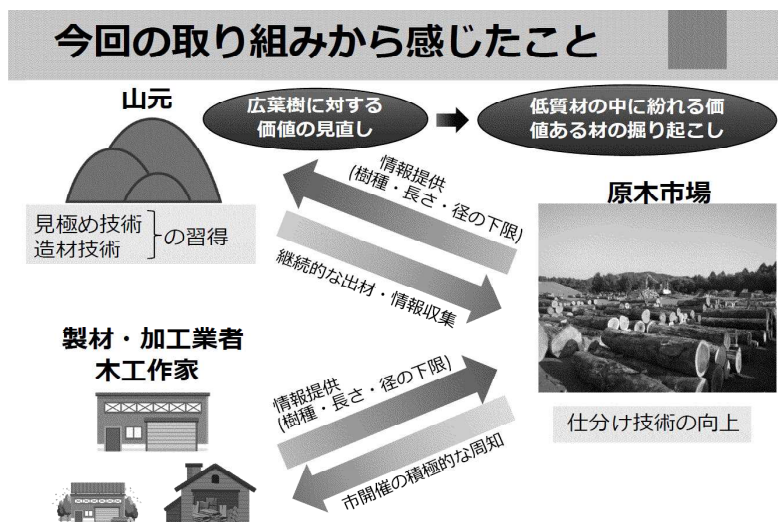 今回の取り組みから感じたこと
山元
広葉樹に対する
価値の見直し
低質材の中に紛れる価
値ある材の掘り起こし
情報提供
(樹種・長さ・径の下限)
継続的な出材・情報収集
見極め技術
造材技術
の習得
原木市場
仕分け技術の向上
製材・加工業者
木工作家
情報提供
(樹種・長さ・径の下限)
市開催の積極的な周知